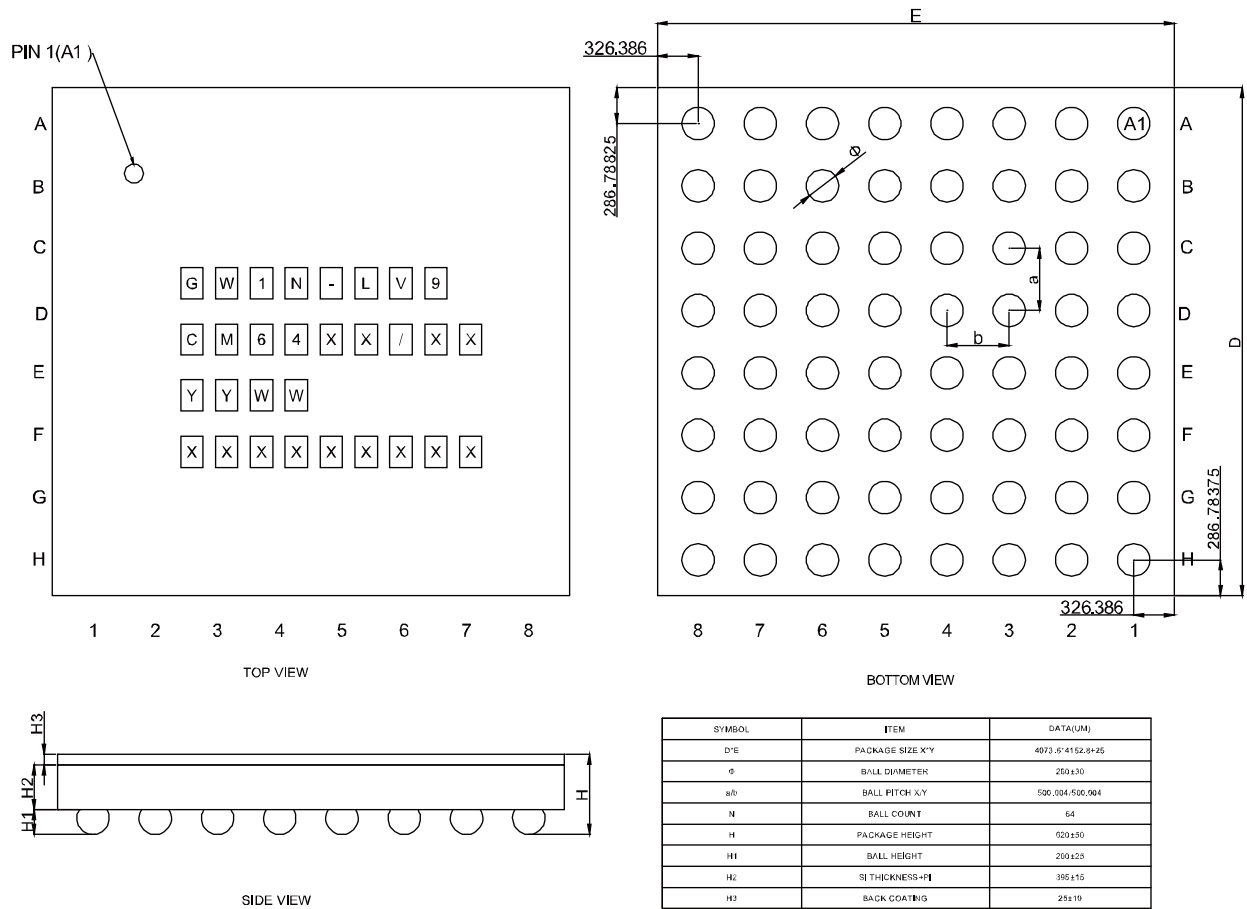 PIN 1(A1 )
A
B
C
D
E
F
G
H
G W 1 N - L V 9
C M 6 4 X X / X X
Y Y W W
X X X X X X X X X
1 2 3 4 5 6 7 8
TOP VIEW
E
326.386
286.78825
A1
Φ
a
b
A
B
C
D
E
F
G
H
D
286.78375
326.386
8 7 6 5 4 3 2 1
BOTTOM VIEW
H3
H2
H1
H
SIDE VIEW
SYMBOL ITEM DATA(UM)
D*E PACKAGE SIZE X*Y 4073.6*4152.8±25
Φ BALL DIAMETER 260±30
a/b BALL PITCH X/Y 500.004/500.004
N BALL COUNT 64
H PACKAGE HEIGHT 620±50
H1 BALL HEIGHT 200±25
H2 SI THICKNESS+PI 395±15
H3 BACK COATING 25±10